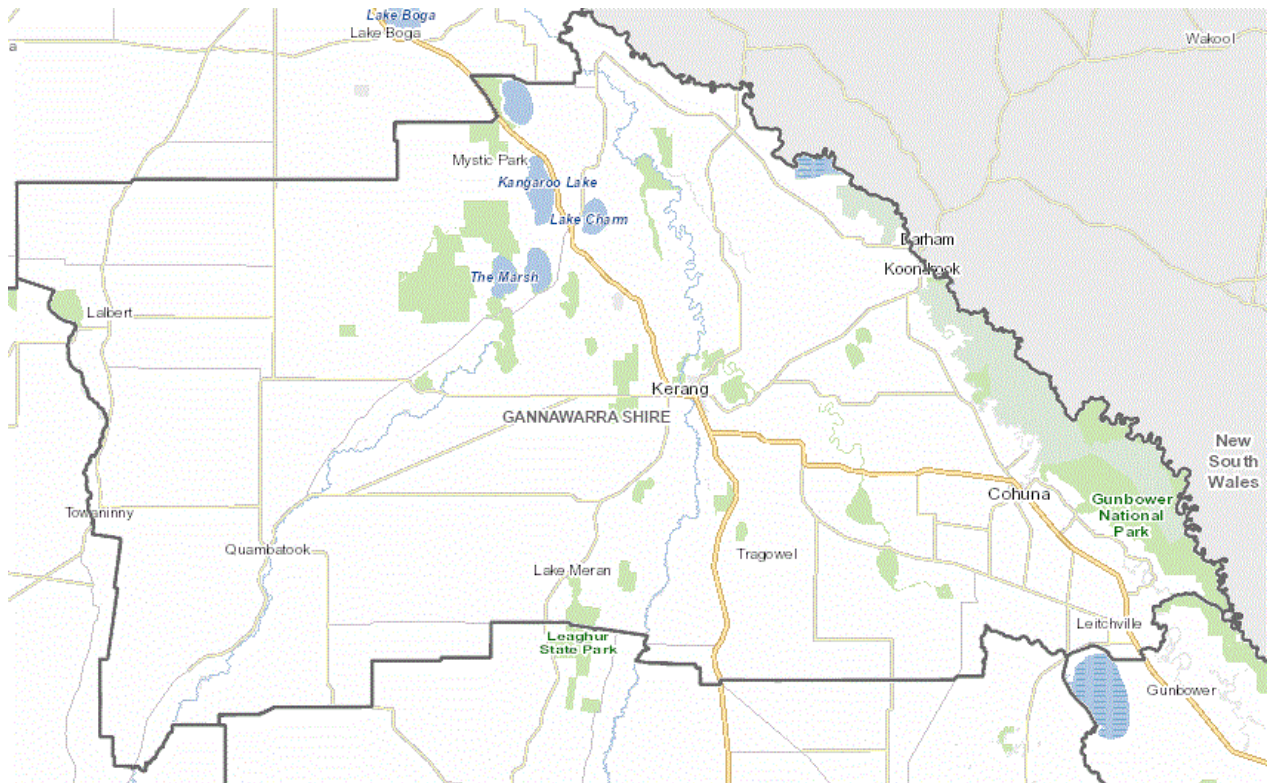 Lake Boga
Lake Boga
Wakool
a
Mystic Park
Kangaroo Lake
Lake Charm
Barham
Koondrook
The Marsh
Lalbert
Kerang
GANNAWARRA SHIRE
New
South
Wales
Cohuna
Gunbower
National
Park
Towaninny
Quambatook
Tragowel
Lake Meran
Leitchville
Leaghur
State Park
Gunbower